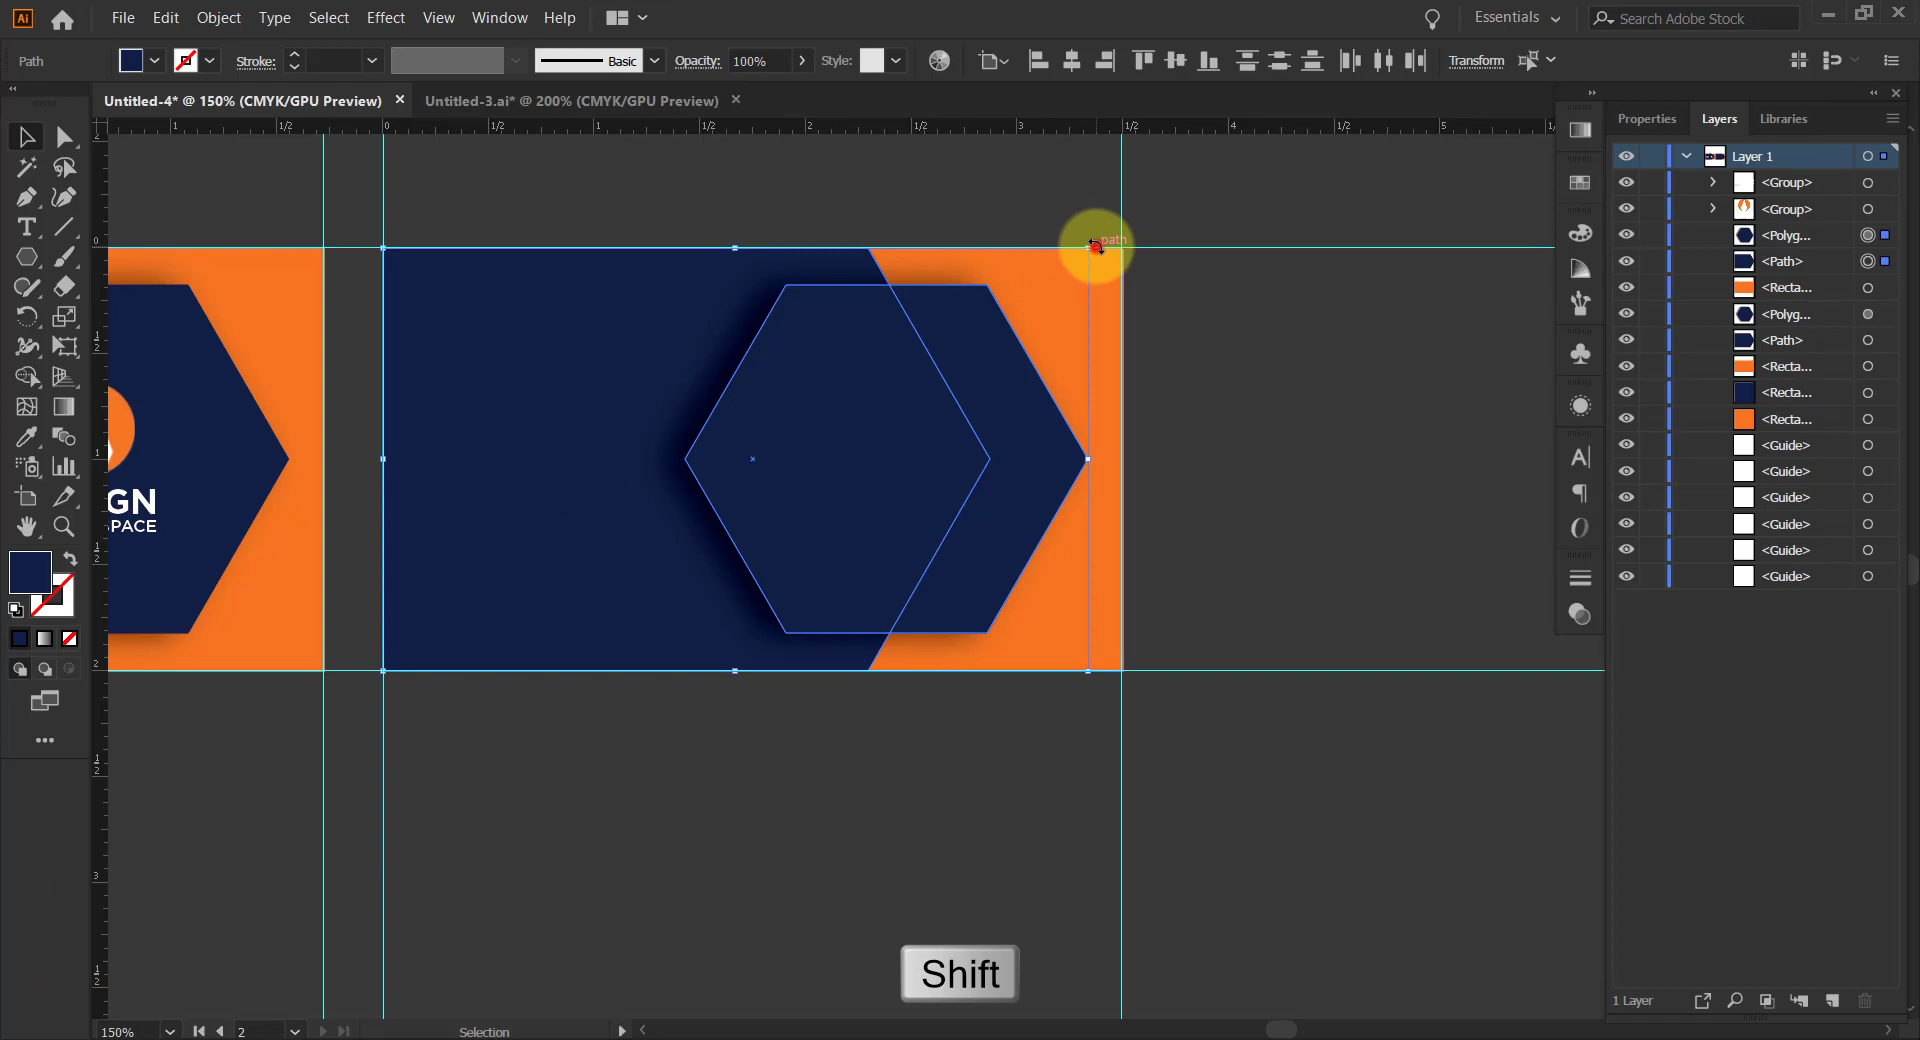 Ai File Edit Object Type Select Effect View Window Help Essentials Search Adobe Stock
Path Stroke: Basic Opacity: 100% Style: Transform
Untitled-4* @ 150% (CMYK/GPU Preview) × Untitled-3.ai* @ 200% (CMYK/GPU Preview) ×
Properties Layers Libraries
Layer 1
<Group>
<Group>
<Polyg...
<Path>
<Recta...
<Polyg...
<Path>
<Recta...
<Recta...
<Recta...
<Guide>
<Guide>
<Guide>
<Guide>
<Guide>
<Guide>
path
GN
SPACE
Shift
1 Layer
150% 2 Selection